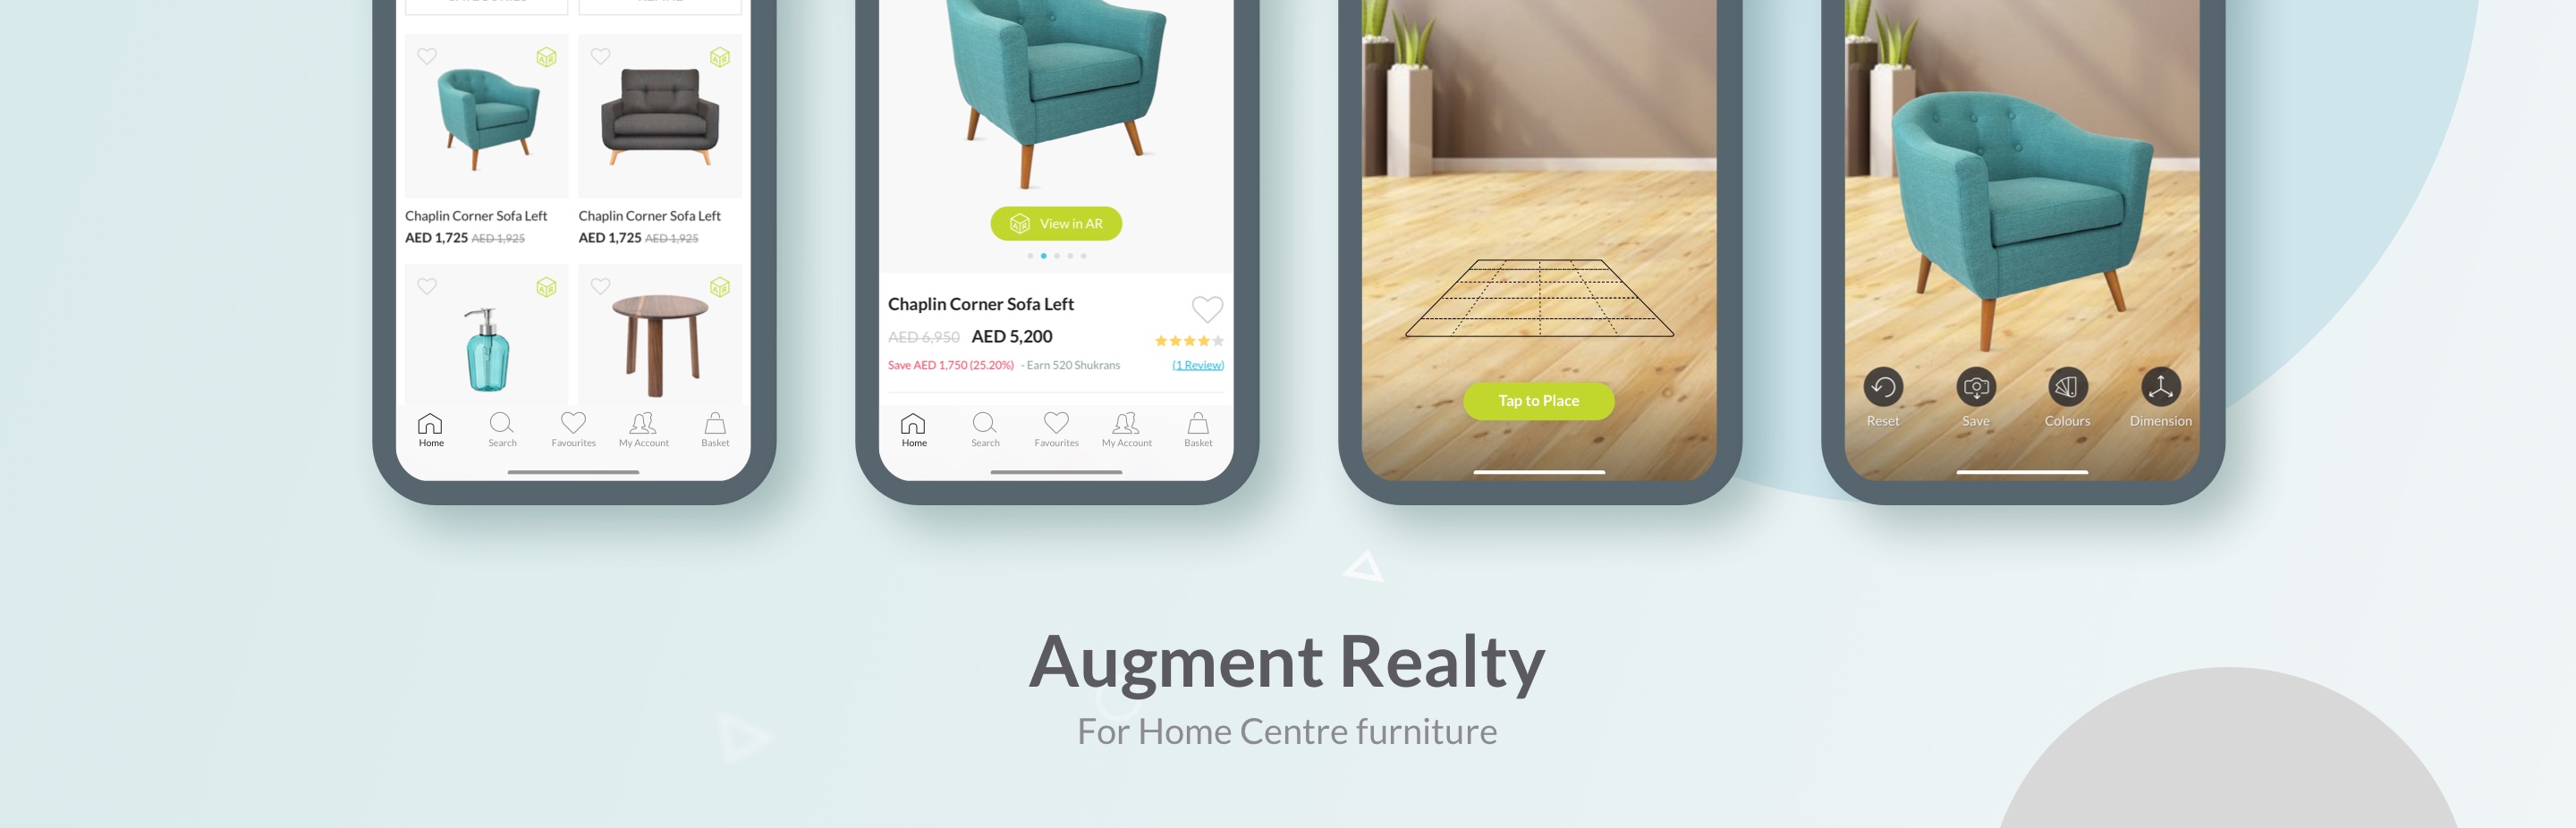 Chaplin Corner Sofa Left
AED 1,725 AED 1,925
Chaplin Corner Sofa Left
AED 1,725 AED 1,925
Home
Search
Favourites
My Account
Basket
View in AR
Chaplin Corner Sofa Left
AED 6,950 AED 5,200
Save AED 1,750 (25.20%) - Earn 520 Shukrans (1 Review)
Home
Search
Favourites
My Account
Basket
Tap to Place
Reset
Save
Colours
Dimension
Augment Realty
For Home Centre furniture